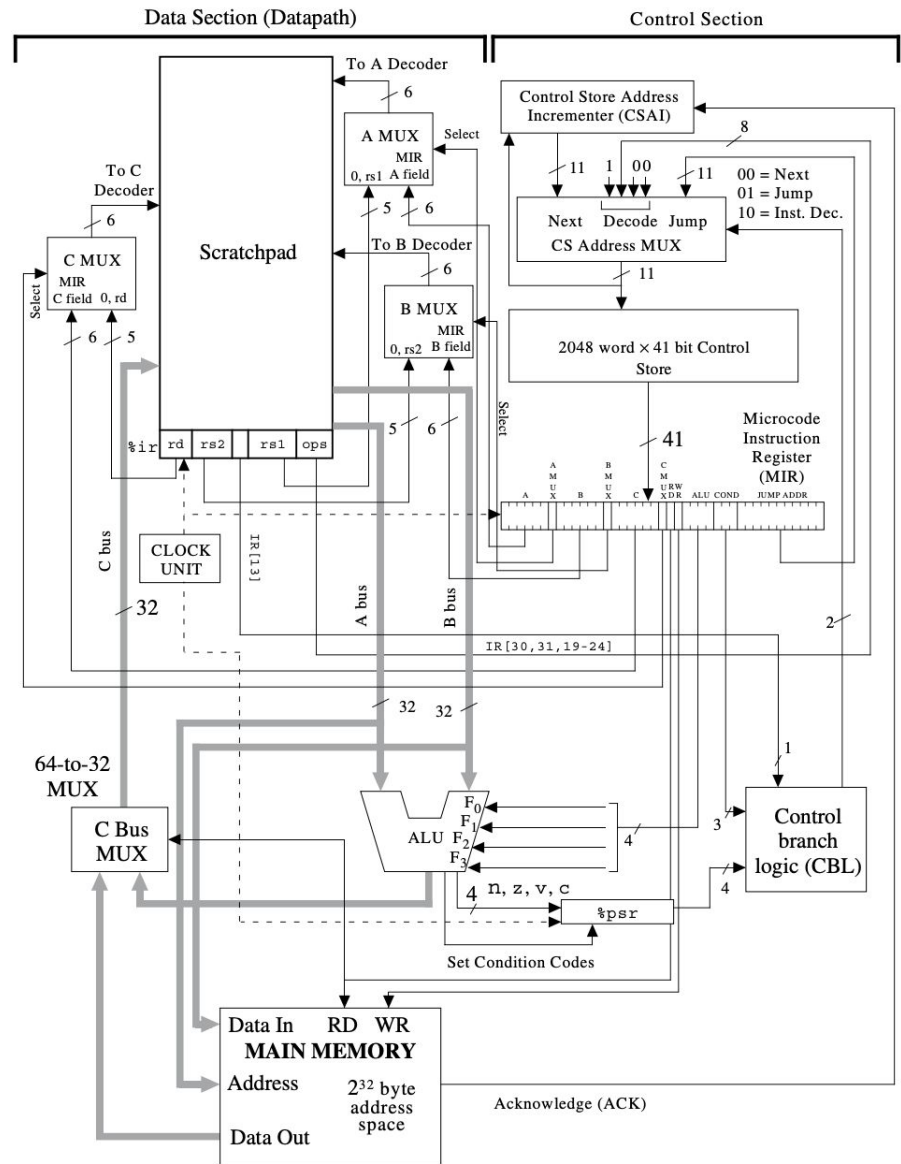 Data Section (Datapath)
Control Section
To A Decoder
6
A MUX
MIR
0, rs1 A field
Select
5
6
To C
Decoder
6
C MUX
MIR
C field 0, rd
Select
6
5
Scratchpad
To B Decoder
6
B MUX
MIR
0, rs2 B field
Select
5
6
%ir rd rs2 rs1 ops
Control Store Address
Incrementer (CSAI)
8
11
1 00
11
00 = Next
01 = Jump
10 = Inst. Dec.
Next Decode Jump
CS Address MUX
11
2048 word × 41 bit Control
Store
41
Microcode
Instruction
Register
(MIR)
A
AMUX
B
BMUX
C
CMUX
RD
WR
ALU
COND
JUMP ADDR
C bus
CLOCK
UNIT
IR[13]
A bus
B bus
32
2
IR[30,31,19-24]
32
32
64-to-32
MUX
C Bus
MUX
ALU
F0
F1
F2
F3
4
1
3
Control
branch
logic (CBL)
4
4
n, z, v, c
%psr
Set Condition Codes
Data In RD WR
MAIN MEMORY
Address
2^32 byte
address
space
Data Out
Acknowledge (ACK)